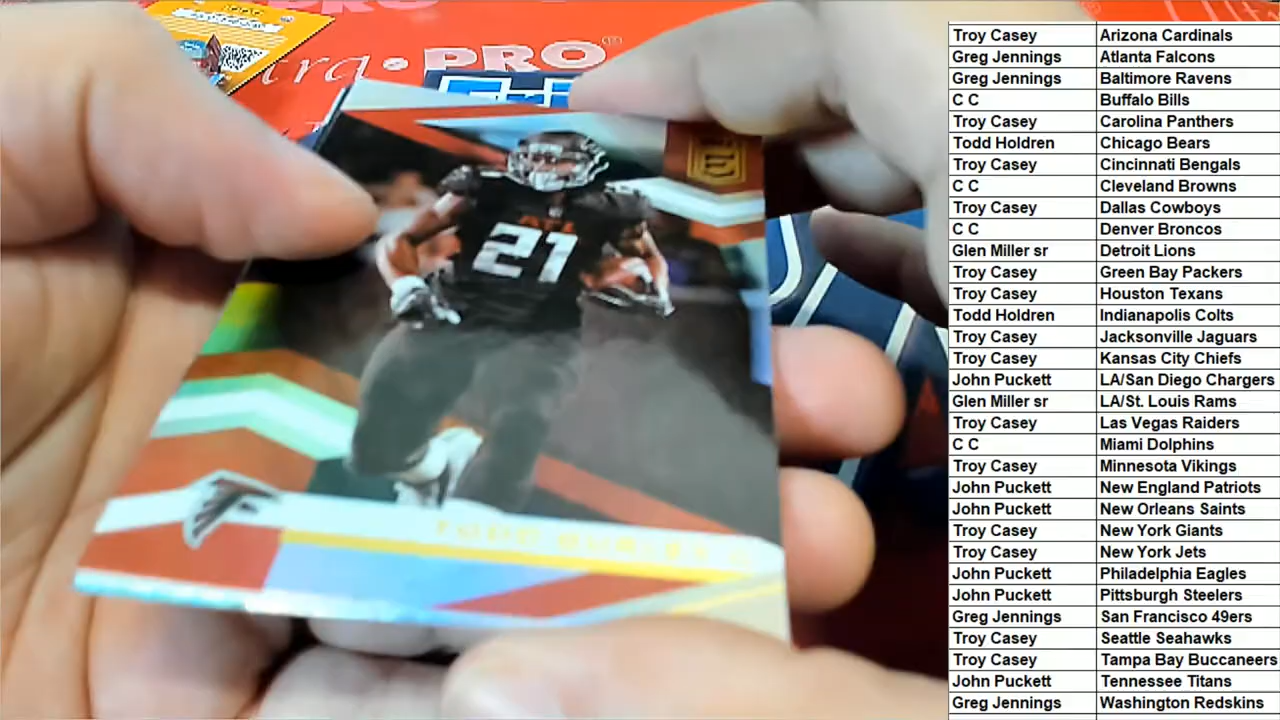 PRO®
tra • PRO®
ATL
21
Troy Casey Arizona Cardinals
Greg Jennings Atlanta Falcons
Greg Jennings Baltimore Ravens
C C Buffalo Bills
Troy Casey Carolina Panthers
Todd Holdren Chicago Bears
Troy Casey Cincinnati Bengals
C C Cleveland Browns
Troy Casey Dallas Cowboys
C C Denver Broncos
Glen Miller sr Detroit Lions
Troy Casey Green Bay Packers
Troy Casey Houston Texans
Todd Holdren Indianapolis Colts
Troy Casey Jacksonville Jaguars
Troy Casey Kansas City Chiefs
John Puckett LA/San Diego Chargers
Glen Miller sr LA/St. Louis Rams
Troy Casey Las Vegas Raiders
C C Miami Dolphins
Troy Casey Minnesota Vikings
John Puckett New England Patriots
John Puckett New Orleans Saints
Troy Casey New York Giants
Troy Casey New York Jets
John Puckett Philadelphia Eagles
John Puckett Pittsburgh Steelers
Greg Jennings San Francisco 49ers
Troy Casey Seattle Seahawks
Troy Casey Tampa Bay Buccaneers
John Puckett Tennessee Titans
Greg Jennings Washington Redskins